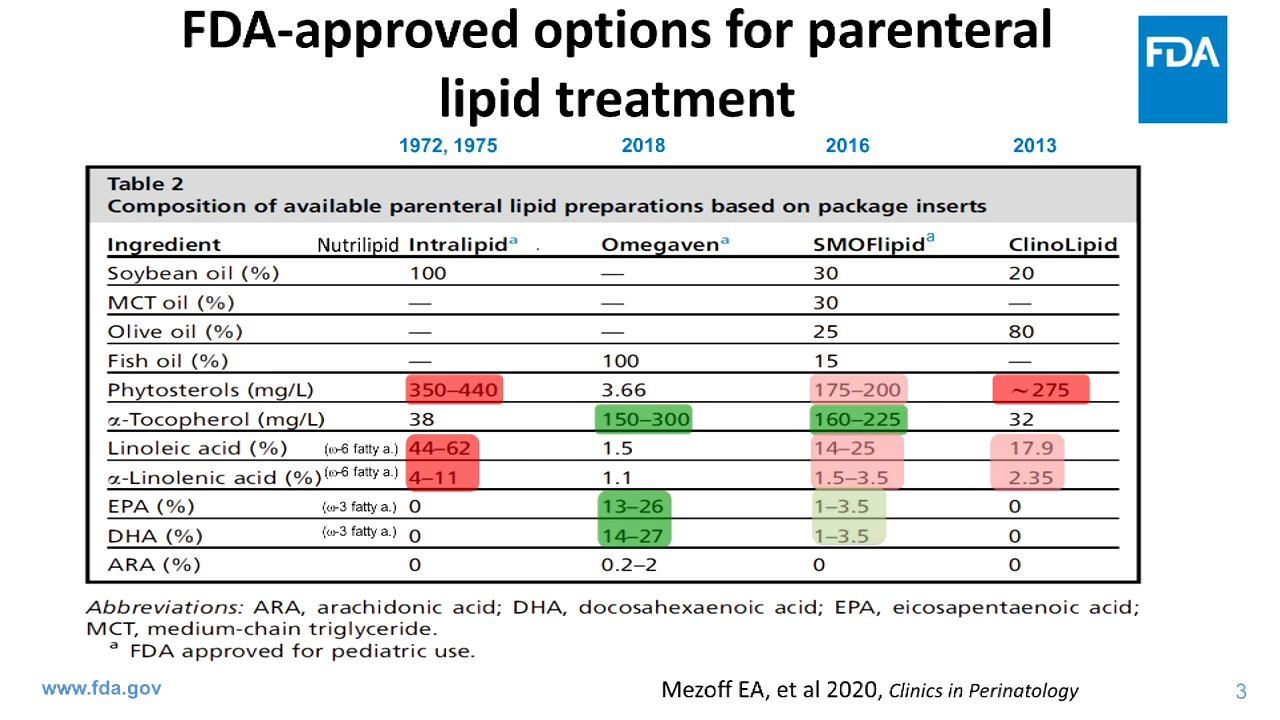 FDA-approved options for parenteral
lipid treatment
FDA
1972, 1975 2018 2016 2013
Table 2
Composition of available parenteral lipid preparations based on package inserts
Ingredient Nutrilipid Intralipidᵃ . Omegavenᵃ SMOFlipidᵃ ClinoLipid
Soybean oil (%) 100 — 30 20
MCT oil (%) — — 30 —
Olive oil (%) — — 25 80
Fish oil (%) — 100 15 —
Phytosterols (mg/L) 350–440 3.66 175–200 ~275
α-Tocopherol (mg/L) 38 150–300 160–225 32
Linoleic acid (%) (ω-6 fatty a.) 44–62 1.5 14–25 17.9
α-Linolenic acid (%) (ω-6 fatty a.) 4–11 1.1 1.5–3.5 2.35
EPA (%) (ω-3 fatty a.) 0 13–26 1–3.5 0
DHA (%) (ω-3 fatty a.) 0 14–27 1–3.5 0
ARA (%) 0 0.2–2 0 0
Abbreviations: ARA, arachidonic acid; DHA, docosahexaenoic acid; EPA, eicosapentaenoic acid;
MCT, medium-chain triglyceride.
ᵃ FDA approved for pediatric use.
www.fda.gov Mezoff EA, et al 2020, Clinics in Perinatology 3